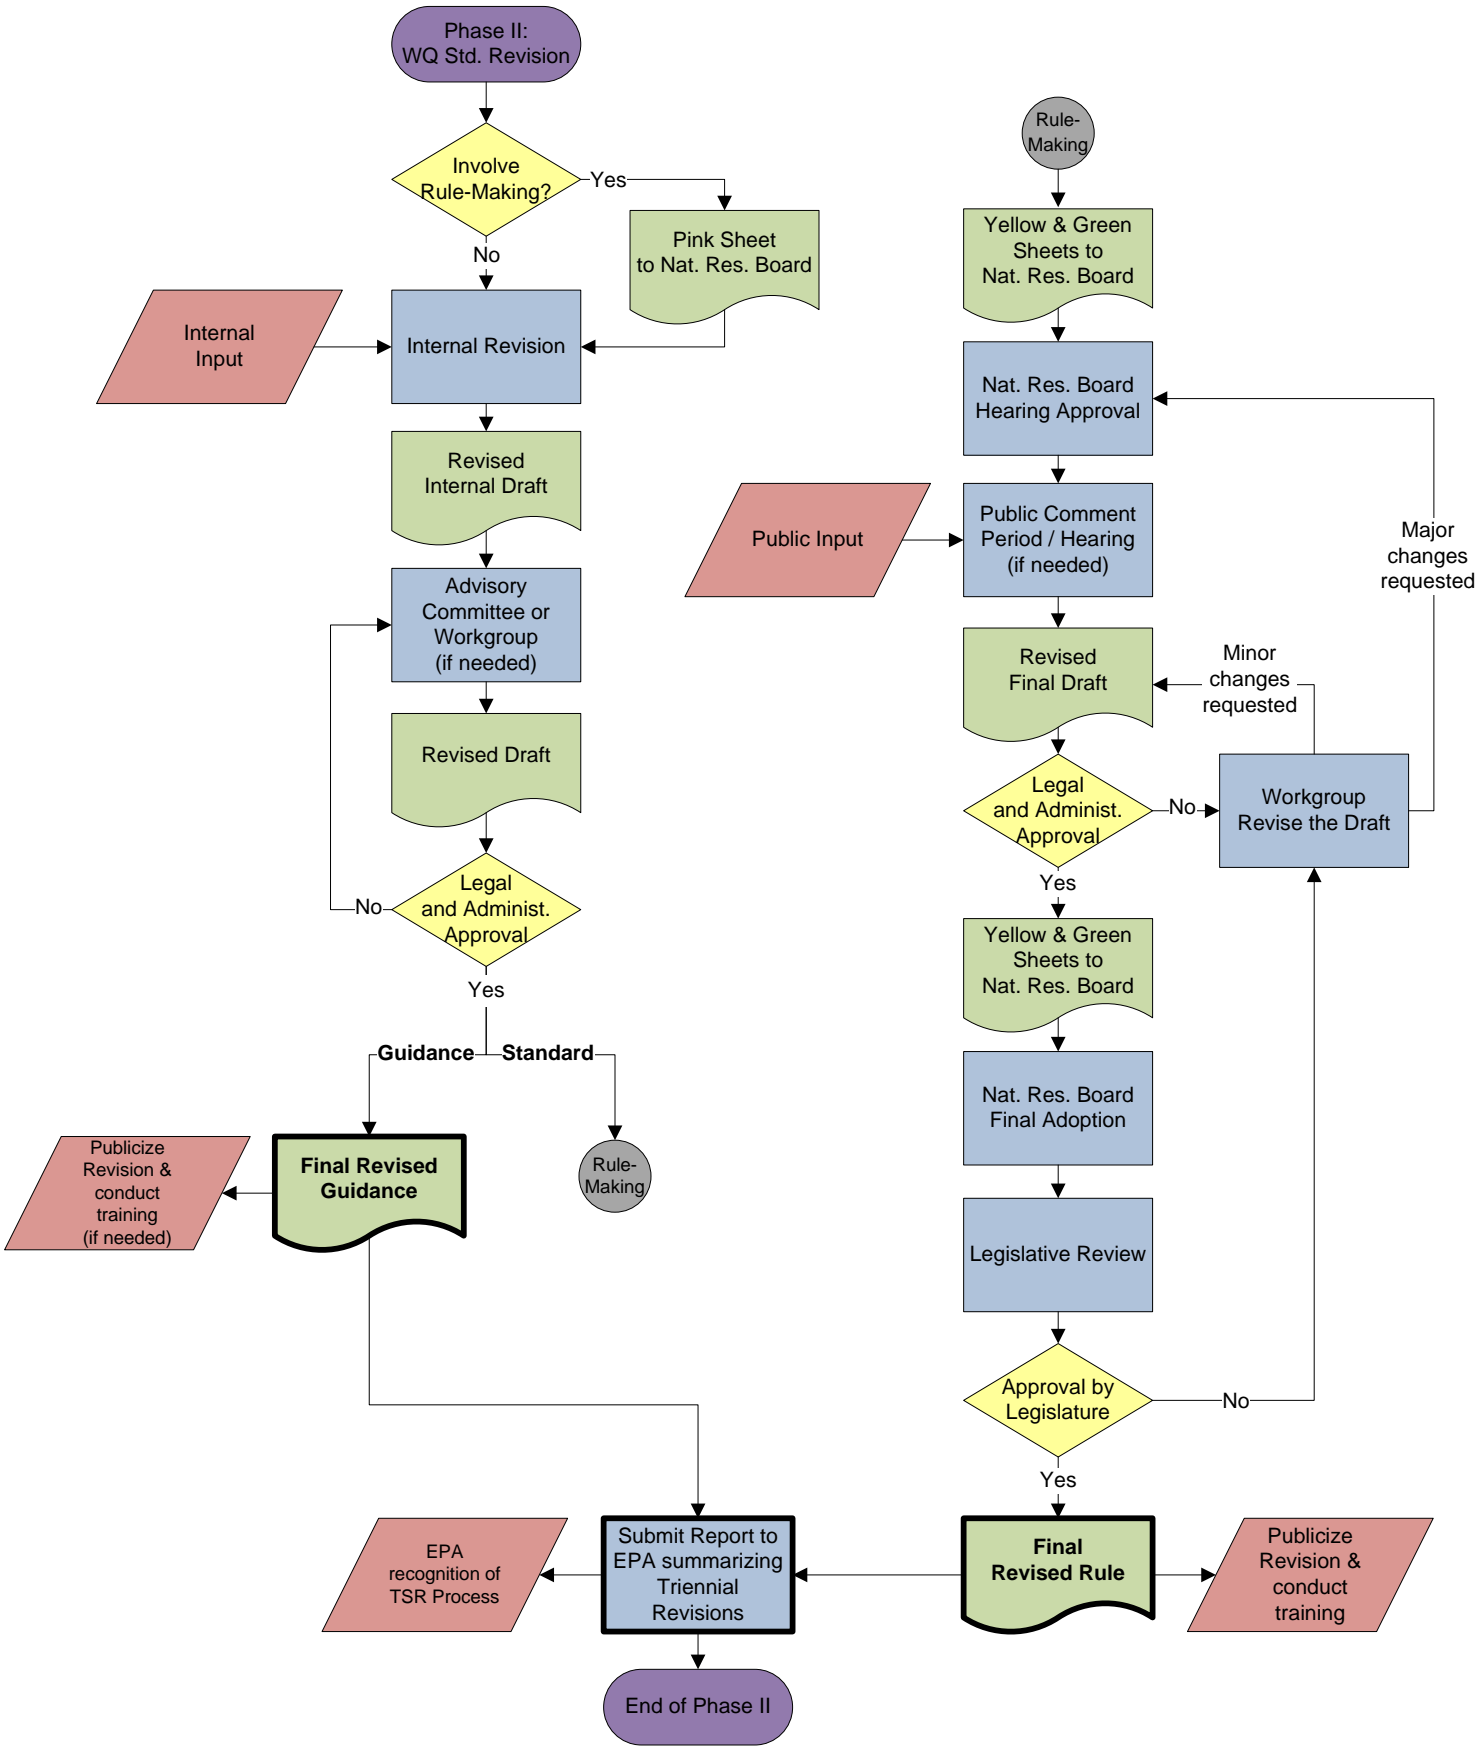 Phase II:
WQ Std. Revision
Involve
Rule-Making?
Yes
No
Pink Sheet
to Nat. Res. Board
Internal
Input
Internal Revision
Revised
Internal Draft
Advisory
Committee or
Workgroup
(if needed)
Revised Draft
Legal
and Administ.
Approval
No
Yes
Guidance
Standard
Publicize
Revision &
conduct
training
(if needed)
Final Revised
Guidance
Rule-
Making
Rule-
Making
Yellow & Green
Sheets to
Nat. Res. Board
Nat. Res. Board
Hearing Approval
Public Input
Public Comment
Period / Hearing
(if needed)
Major
changes
requested
Revised
Final Draft
Minor
changes
requested
Legal
and Administ.
Approval
No
Workgroup
Revise the Draft
Yes
Yellow & Green
Sheets to
Nat. Res. Board
Nat. Res. Board
Final Adoption
Legislative Review
Approval by
Legislature
No
Yes
EPA
recognition of
TSR Process
Submit Report to
EPA summarizing
Triennial
Revisions
Final
Revised Rule
Publicize
Revision &
conduct
training
End of Phase II